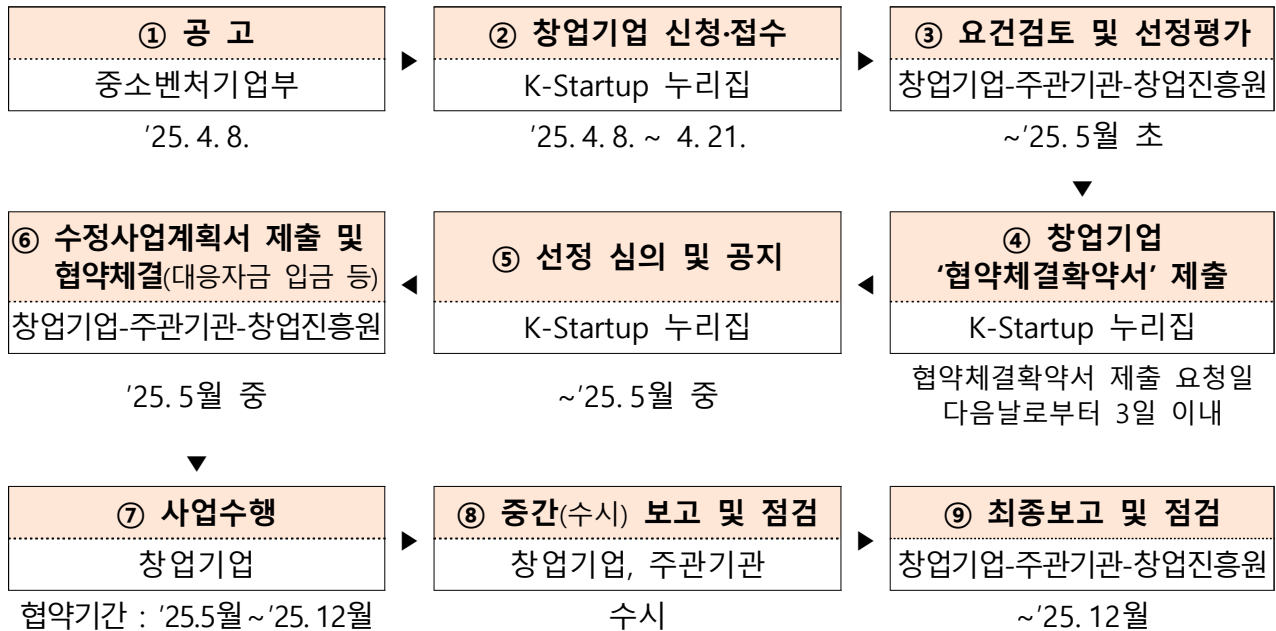 ① 공 고
중소벤처기업부
'25. 4. 8.
▶
② 창업기업 신청·접수
K-Startup 누리집
'25. 4. 8. ~ 4. 21.
▶
③ 요건검토 및 선정평가
창업기업-주관기관-창업진흥원
~'25. 5월 초
▼
④ 창업기업
'협약체결확약서' 제출
K-Startup 누리집
협약체결확약서 제출 요청일
다음날로부터 3일 이내
◀
⑤ 선정 심의 및 공지
K-Startup 누리집
~'25. 5월 중
◀
⑥ 수정사업계획서 제출 및
협약체결(대응자금 입금 등)
창업기업-주관기관-창업진흥원
'25. 5월 중
▼
⑦ 사업수행
창업기업
협약기간 : '25.5월~'25. 12월
▶
⑧ 중간(수시) 보고 및 점검
창업기업, 주관기관
수시
▶
⑨ 최종보고 및 점검
창업기업-주관기관-창업진흥원
~'25. 12월